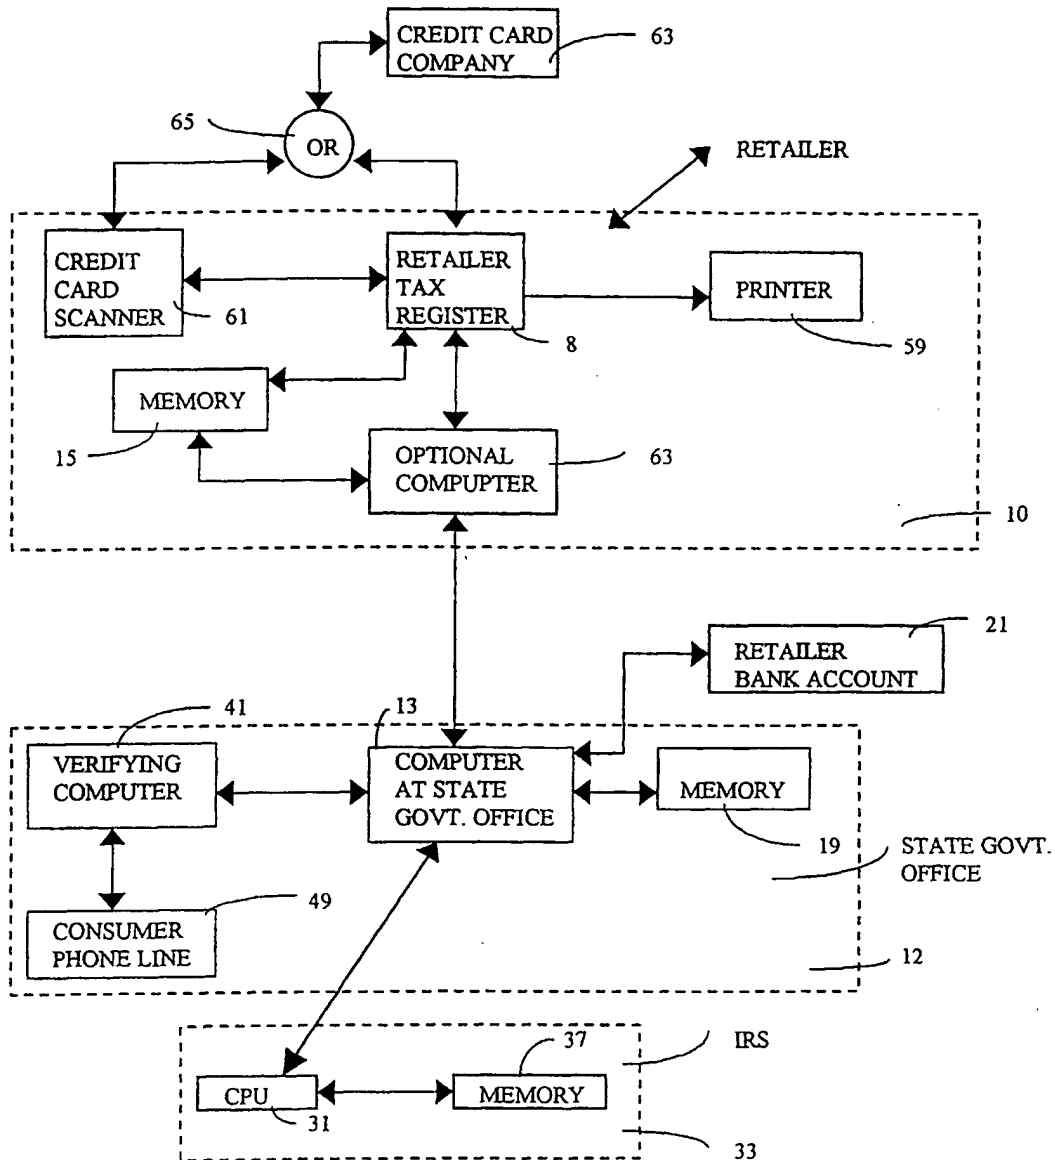 CREDIT CARD
COMPANY
63
65
OR
RETAILER
CREDIT
CARD
SCANNER
61
RETAILER
TAX
REGISTER
8
PRINTER
59
MEMORY
15
OPTIONAL
COMPUPTER
63
10
21
RETAILER
BANK ACCOUNT
41
13
VERIFYING
COMPUTER
COMPUTER
AT STATE
GOVT. OFFICE
MEMORY
19
STATE GOVT.
OFFICE
49
CONSUMER
PHONE LINE
12
37
IRS
CPU
31
MEMORY
33